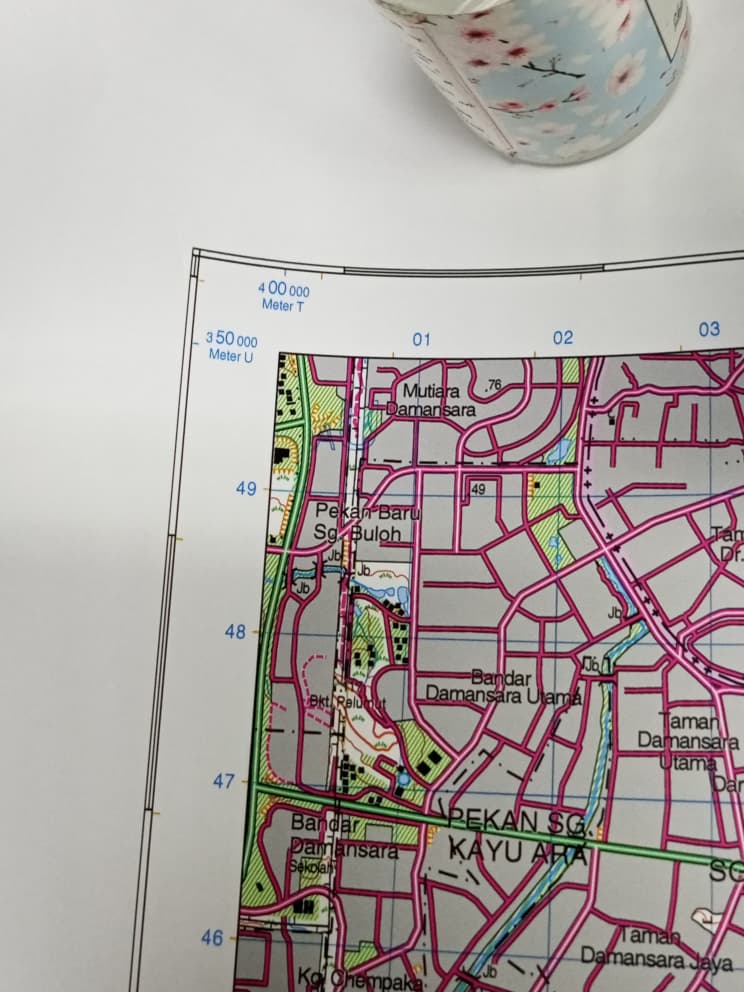 4 00 000
Meter T
3 50 000
Meter U
01
02
03
Mutiara
Damansara
.76
49
49
Pekan Baru
Sg. Buloh
Jb
Jb
Jb
48
Jb
Jb
Bandar
Damansara Utama
Bkt. Pelumut
Taman
Damansara
Utama
47
PEKAN SG.
KAYU ARA
Bandar
Damansara
Sekolah
46
Taman
Damansara Jaya
Kg. Chempaka
Jb